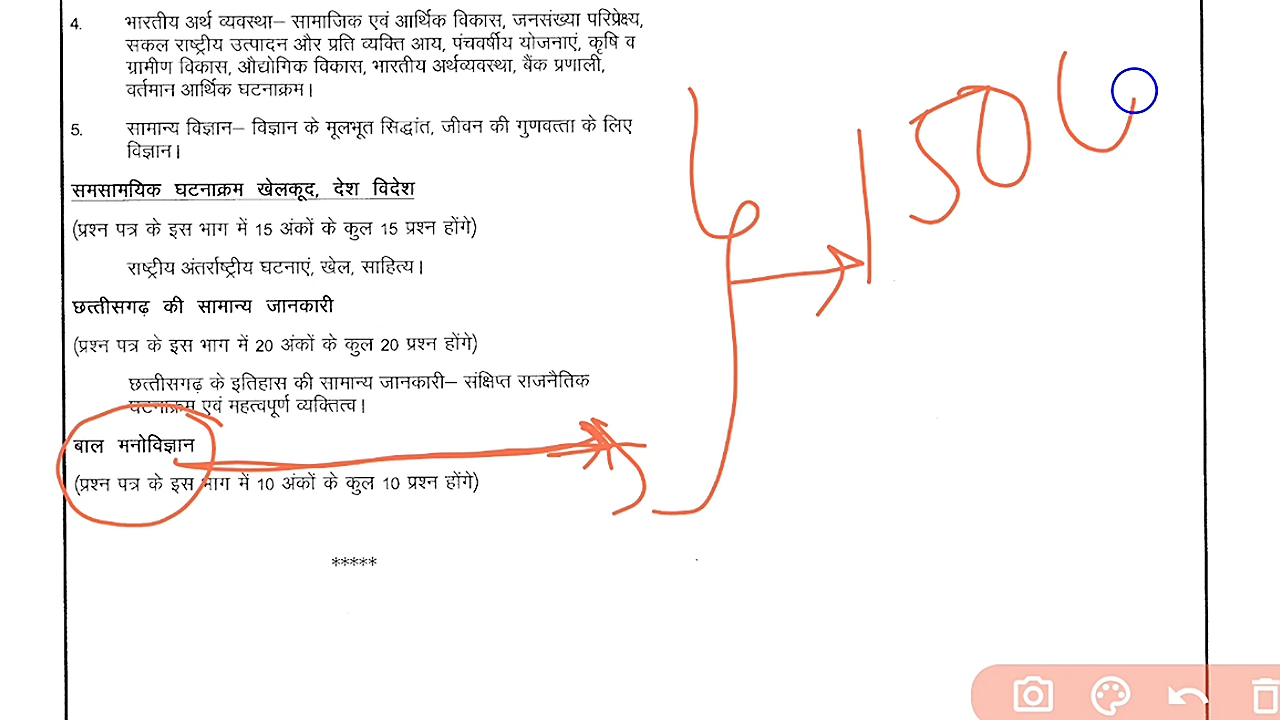 4. भारतीय अर्थ व्यवस्था– सामाजिक एवं आर्थिक विकास, जनसंख्या परिप्रेक्ष्य,
सकल राष्ट्रीय उत्पादन और प्रति व्यक्ति आय, पंचवर्षीय योजनाएं, कृषि व
ग्रामीण विकास, औद्योगिक विकास, भारतीय अर्थव्यवस्था, बैंक प्रणाली,
वर्तमान आर्थिक घटनाक्रम।
5. सामान्य विज्ञान– विज्ञान के मूलभूत सिद्धांत, जीवन की गुणवत्ता के लिए
विज्ञान।
समसामयिक घटनाक्रम खेलकूद, देश विदेश
(प्रश्न पत्र के इस भाग में 15 अंकों के कुल 15 प्रश्न होंगे)
राष्ट्रीय अंतर्राष्ट्रीय घटनाएं, खेल, साहित्य।
छत्तीसगढ़ की सामान्य जानकारी
(प्रश्न पत्र के इस भाग में 20 अंकों के कुल 20 प्रश्न होंगे)
छत्तीसगढ़ के इतिहास की सामान्य जानकारी– संक्षिप्त राजनैतिक
घटनाक्रम एवं महत्वपूर्ण व्यक्तित्व।
बाल मनोविज्ञान
(प्रश्न पत्र के इस भाग में 10 अंकों के कुल 10 प्रश्न होंगे)
*****
150